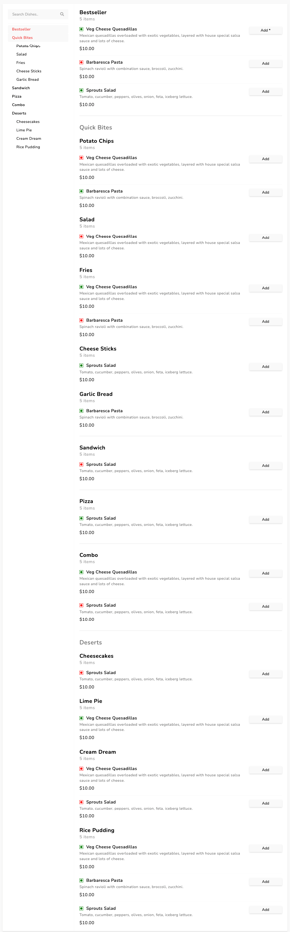 Search Dishes...
Bestseller
Quick Bites
Potato Chips
Salad
Fries
Cheese Sticks
Garlic Bread
Sandwich
Pizza
Combo
Deserts
Cheesecakes
Lime Pie
Cream Dream
Rice Pudding
Bestseller
5 items
Veg Cheese Quesadillas
Add +
Mexican quesadillas overloaded with exotic vegetables, layered with house special salsa
sauce and lots of cheese.
$10.00
Barbaresca Pasta
Add
Spinach ravioli with combination sauce, broccoli, zucchini.
$10.00
Sprouts Salad
Add
Tomato, cucumber, peppers, olives, onion, feta, iceberg lettuce.
$10.00
Quick Bites
Potato Chips
5 items
Veg Cheese Quesadillas
Add
Mexican quesadillas overloaded with exotic vegetables, layered with house special salsa
sauce and lots of cheese.
$10.00
Barbaresca Pasta
Add
Spinach ravioli with combination sauce, broccoli, zucchini.
$10.00
Salad
5 items
Veg Cheese Quesadillas
Add
Mexican quesadillas overloaded with exotic vegetables, layered with house special salsa
sauce and lots of cheese.
$10.00
Fries
5 items
Veg Cheese Quesadillas
Add
Mexican quesadillas overloaded with exotic vegetables, layered with house special salsa
sauce and lots of cheese.
$10.00
Barbaresca Pasta
Add
Spinach ravioli with combination sauce, broccoli, zucchini.
$10.00
Cheese Sticks
5 items
Sprouts Salad
Add
Tomato, cucumber, peppers, olives, onion, feta, iceberg lettuce.
$10.00
Garlic Bread
5 items
Barbaresca Pasta
Add
Spinach ravioli with combination sauce, broccoli, zucchini.
$10.00
Sandwich
5 items
Sprouts Salad
Add
Tomato, cucumber, peppers, olives, onion, feta, iceberg lettuce.
$10.00
Pizza
5 items
Sprouts Salad
Add
Tomato, cucumber, peppers, olives, onion, feta, iceberg lettuce.
$10.00
Combo
5 items
Veg Cheese Quesadillas
Add
Mexican quesadillas overloaded with exotic vegetables, layered with house special salsa
sauce and lots of cheese.
$10.00
Sprouts Salad
Add
Tomato, cucumber, peppers, olives, onion, feta, iceberg lettuce.
$10.00
Deserts
Cheesecakes
5 items
Sprouts Salad
Add
Tomato, cucumber, peppers, olives, onion, feta, iceberg lettuce.
$10.00
Lime Pie
5 items
Veg Cheese Quesadillas
Add
Mexican quesadillas overloaded with exotic vegetables, layered with house special salsa
sauce and lots of cheese.
$10.00
Cream Dream
5 items
Veg Cheese Quesadillas
Add
Mexican quesadillas overloaded with exotic vegetables, layered with house special salsa
sauce and lots of cheese.
$10.00
Sprouts Salad
Add
Tomato, cucumber, peppers, olives, onion, feta, iceberg lettuce.
$10.00
Rice Pudding
5 items
Veg Cheese Quesadillas
Add
Mexican quesadillas overloaded with exotic vegetables, layered with house special salsa
sauce and lots of cheese.
$10.00
Barbaresca Pasta
Add
Spinach ravioli with combination sauce, broccoli, zucchini.
$10.00
Sprouts Salad
Add
Tomato, cucumber, peppers, olives, onion, feta, iceberg lettuce.
$10.00